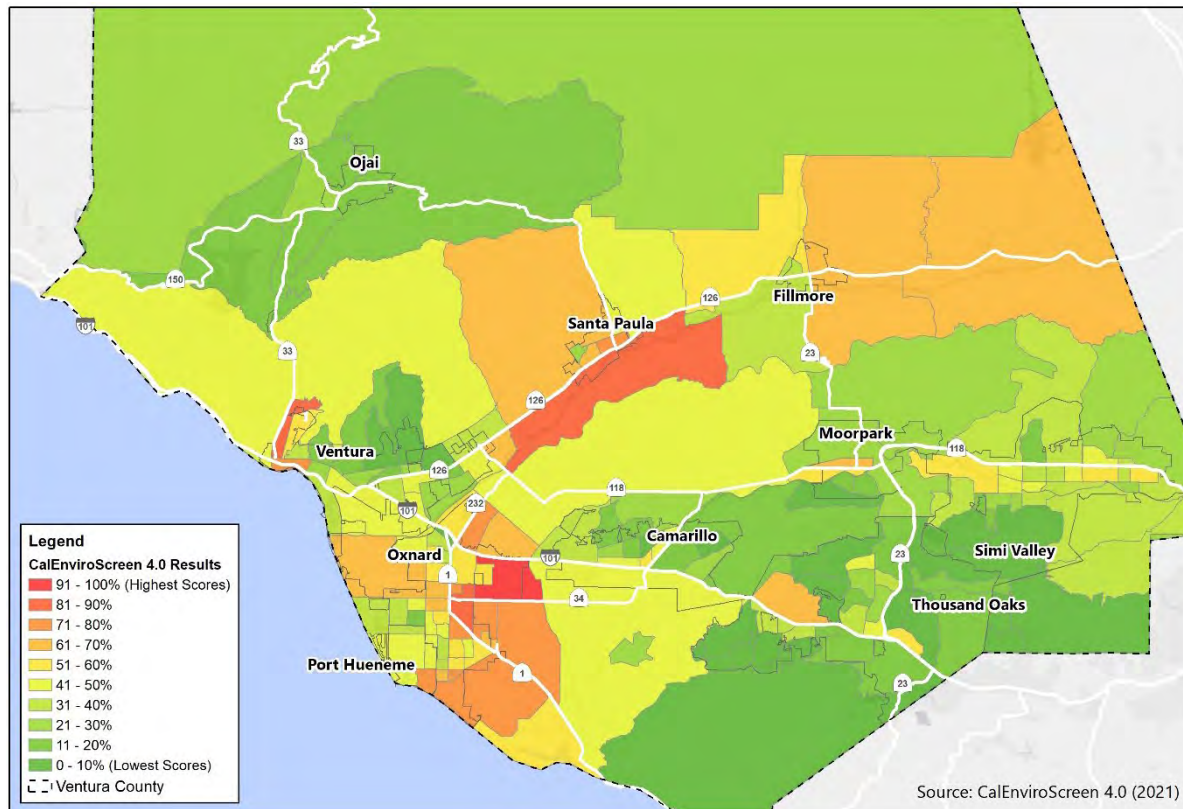 33
Ojai
150
101
33
Santa Paula
126
Fillmore
23
126
Ventura
126
Moorpark
118
232
118
101
Oxnard
101
Camarillo
1
34
23
Simi Valley
Thousand Oaks
Port Hueneme
1
23
Legend
CalEnviroScreen 4.0 Results
91 - 100% (Highest Scores)
81 - 90%
71 - 80%
61 - 70%
51 - 60%
41 - 50%
31 - 40%
21 - 30%
11 - 20%
0 - 10% (Lowest Scores)
Ventura County
Source: CalEnviroScreen 4.0 (2021)